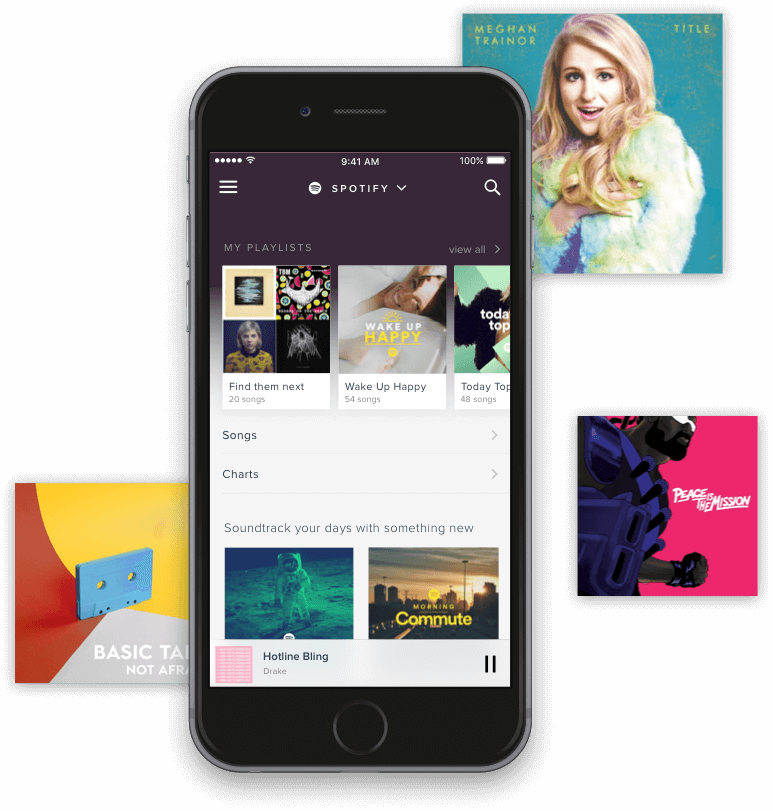 MEGHAN
TRAINOR
TITLE
9:41 AM
100%
SPOTIFY
MY PLAYLISTS
view all
TBM
WAKE UP
HAPPY
today
top
Find them next
20 songs
Wake Up Happy
54 songs
Today Top
48 songs
Songs
Charts
Soundtrack your days with something new
MORNING
Commute
Hotline Bling
Drake
PEACE IS
THE MISSION
BASIC TA
NOT AFRA